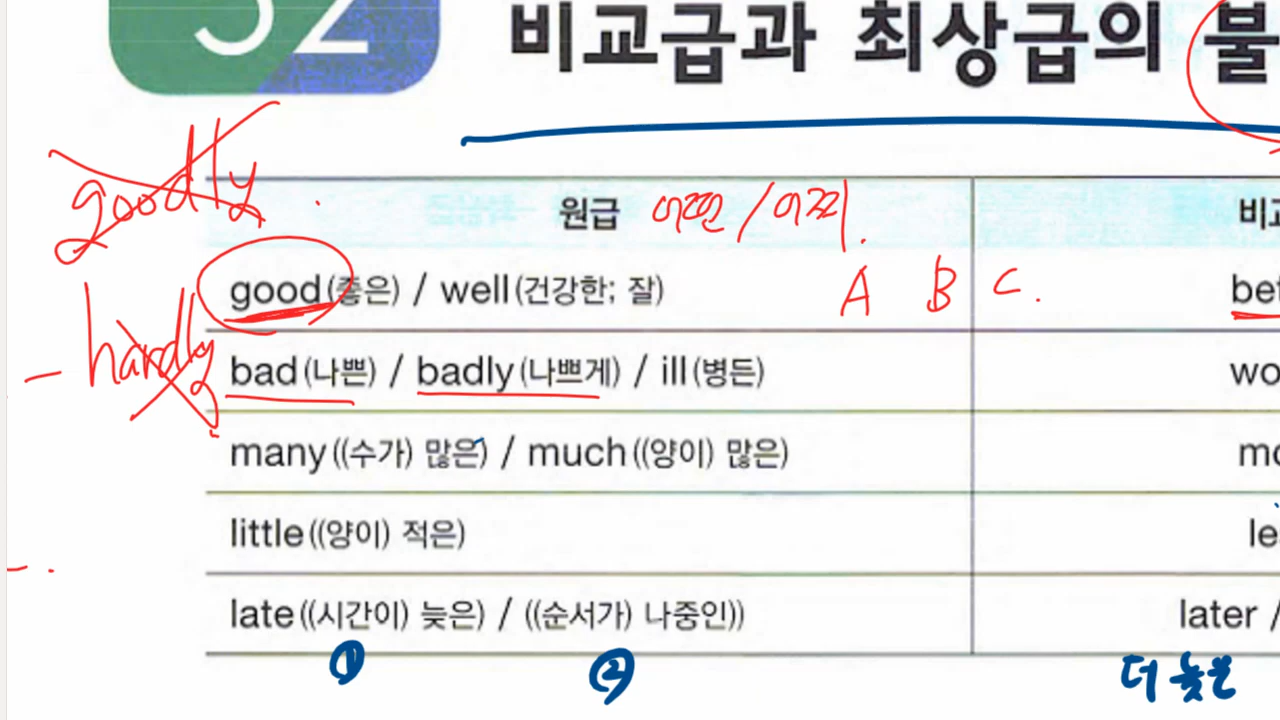 32
비교급과 최상급의 불
goodly
원급 어떤 / 어찌 비교
good(좋은) / well(건강한; 잘) A B C. bet
hardly
bad(나쁜) / badly(나쁘게) / ill(병든) wo
many((수가) 많은) / much((양이) 많은) mo
little((양이) 적은) le
late((시간이) 늦은) / ((순서가) 나중인)) later /
① ② 더 늦은